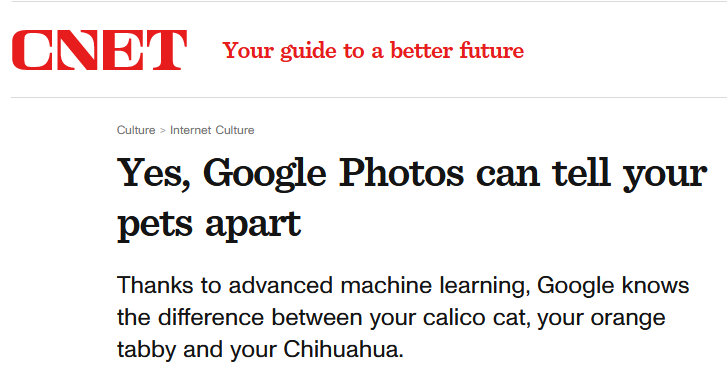 CNET
Your guide to a better future
Culture > Internet Culture
Yes, Google Photos can tell your
pets apart
Thanks to advanced machine learning, Google knows
the difference between your calico cat, your orange
tabby and your Chihuahua.